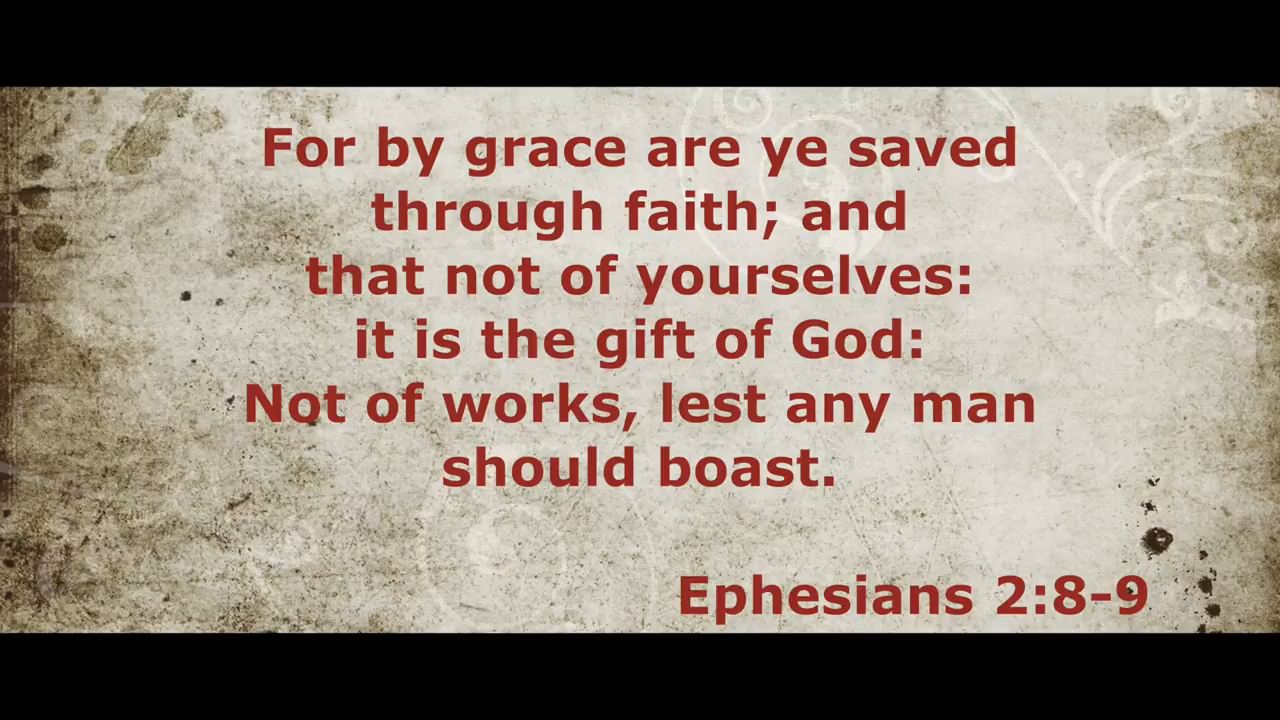 For by grace are ye saved
through faith; and
that not of yourselves:
it is the gift of God:
Not of works, lest any man
should boast.
Ephesians 2:8-9